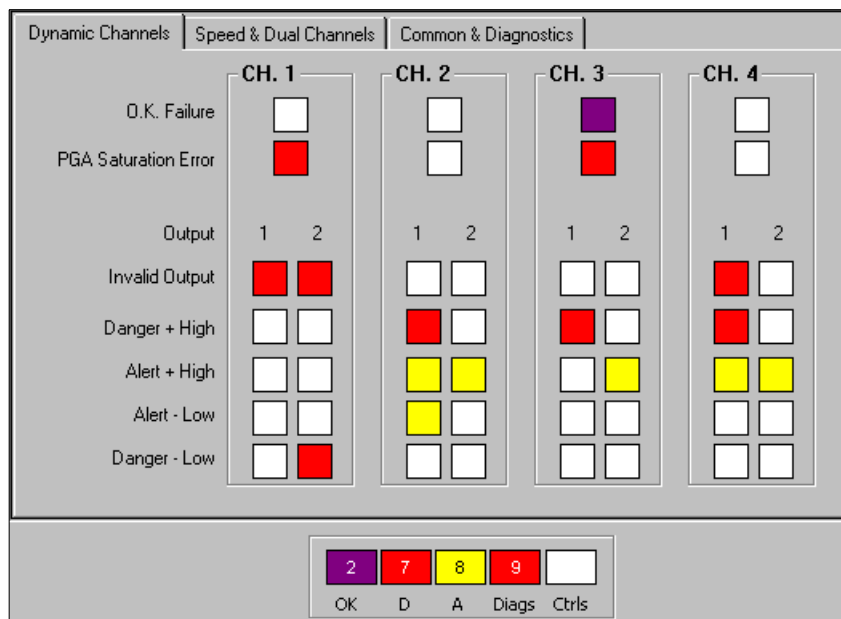 Dynamic Channels Speed & Dual Channels Common & Diagnostics
CH. 1 CH. 2 CH. 3 CH. 4
O.K. Failure
PGA Saturation Error
Output 1 2 1 2 1 2 1 2
Invalid Output
Danger + High
Alert + High
Alert - Low
Danger - Low
2 7 8 9
OK D A Diags Ctrls